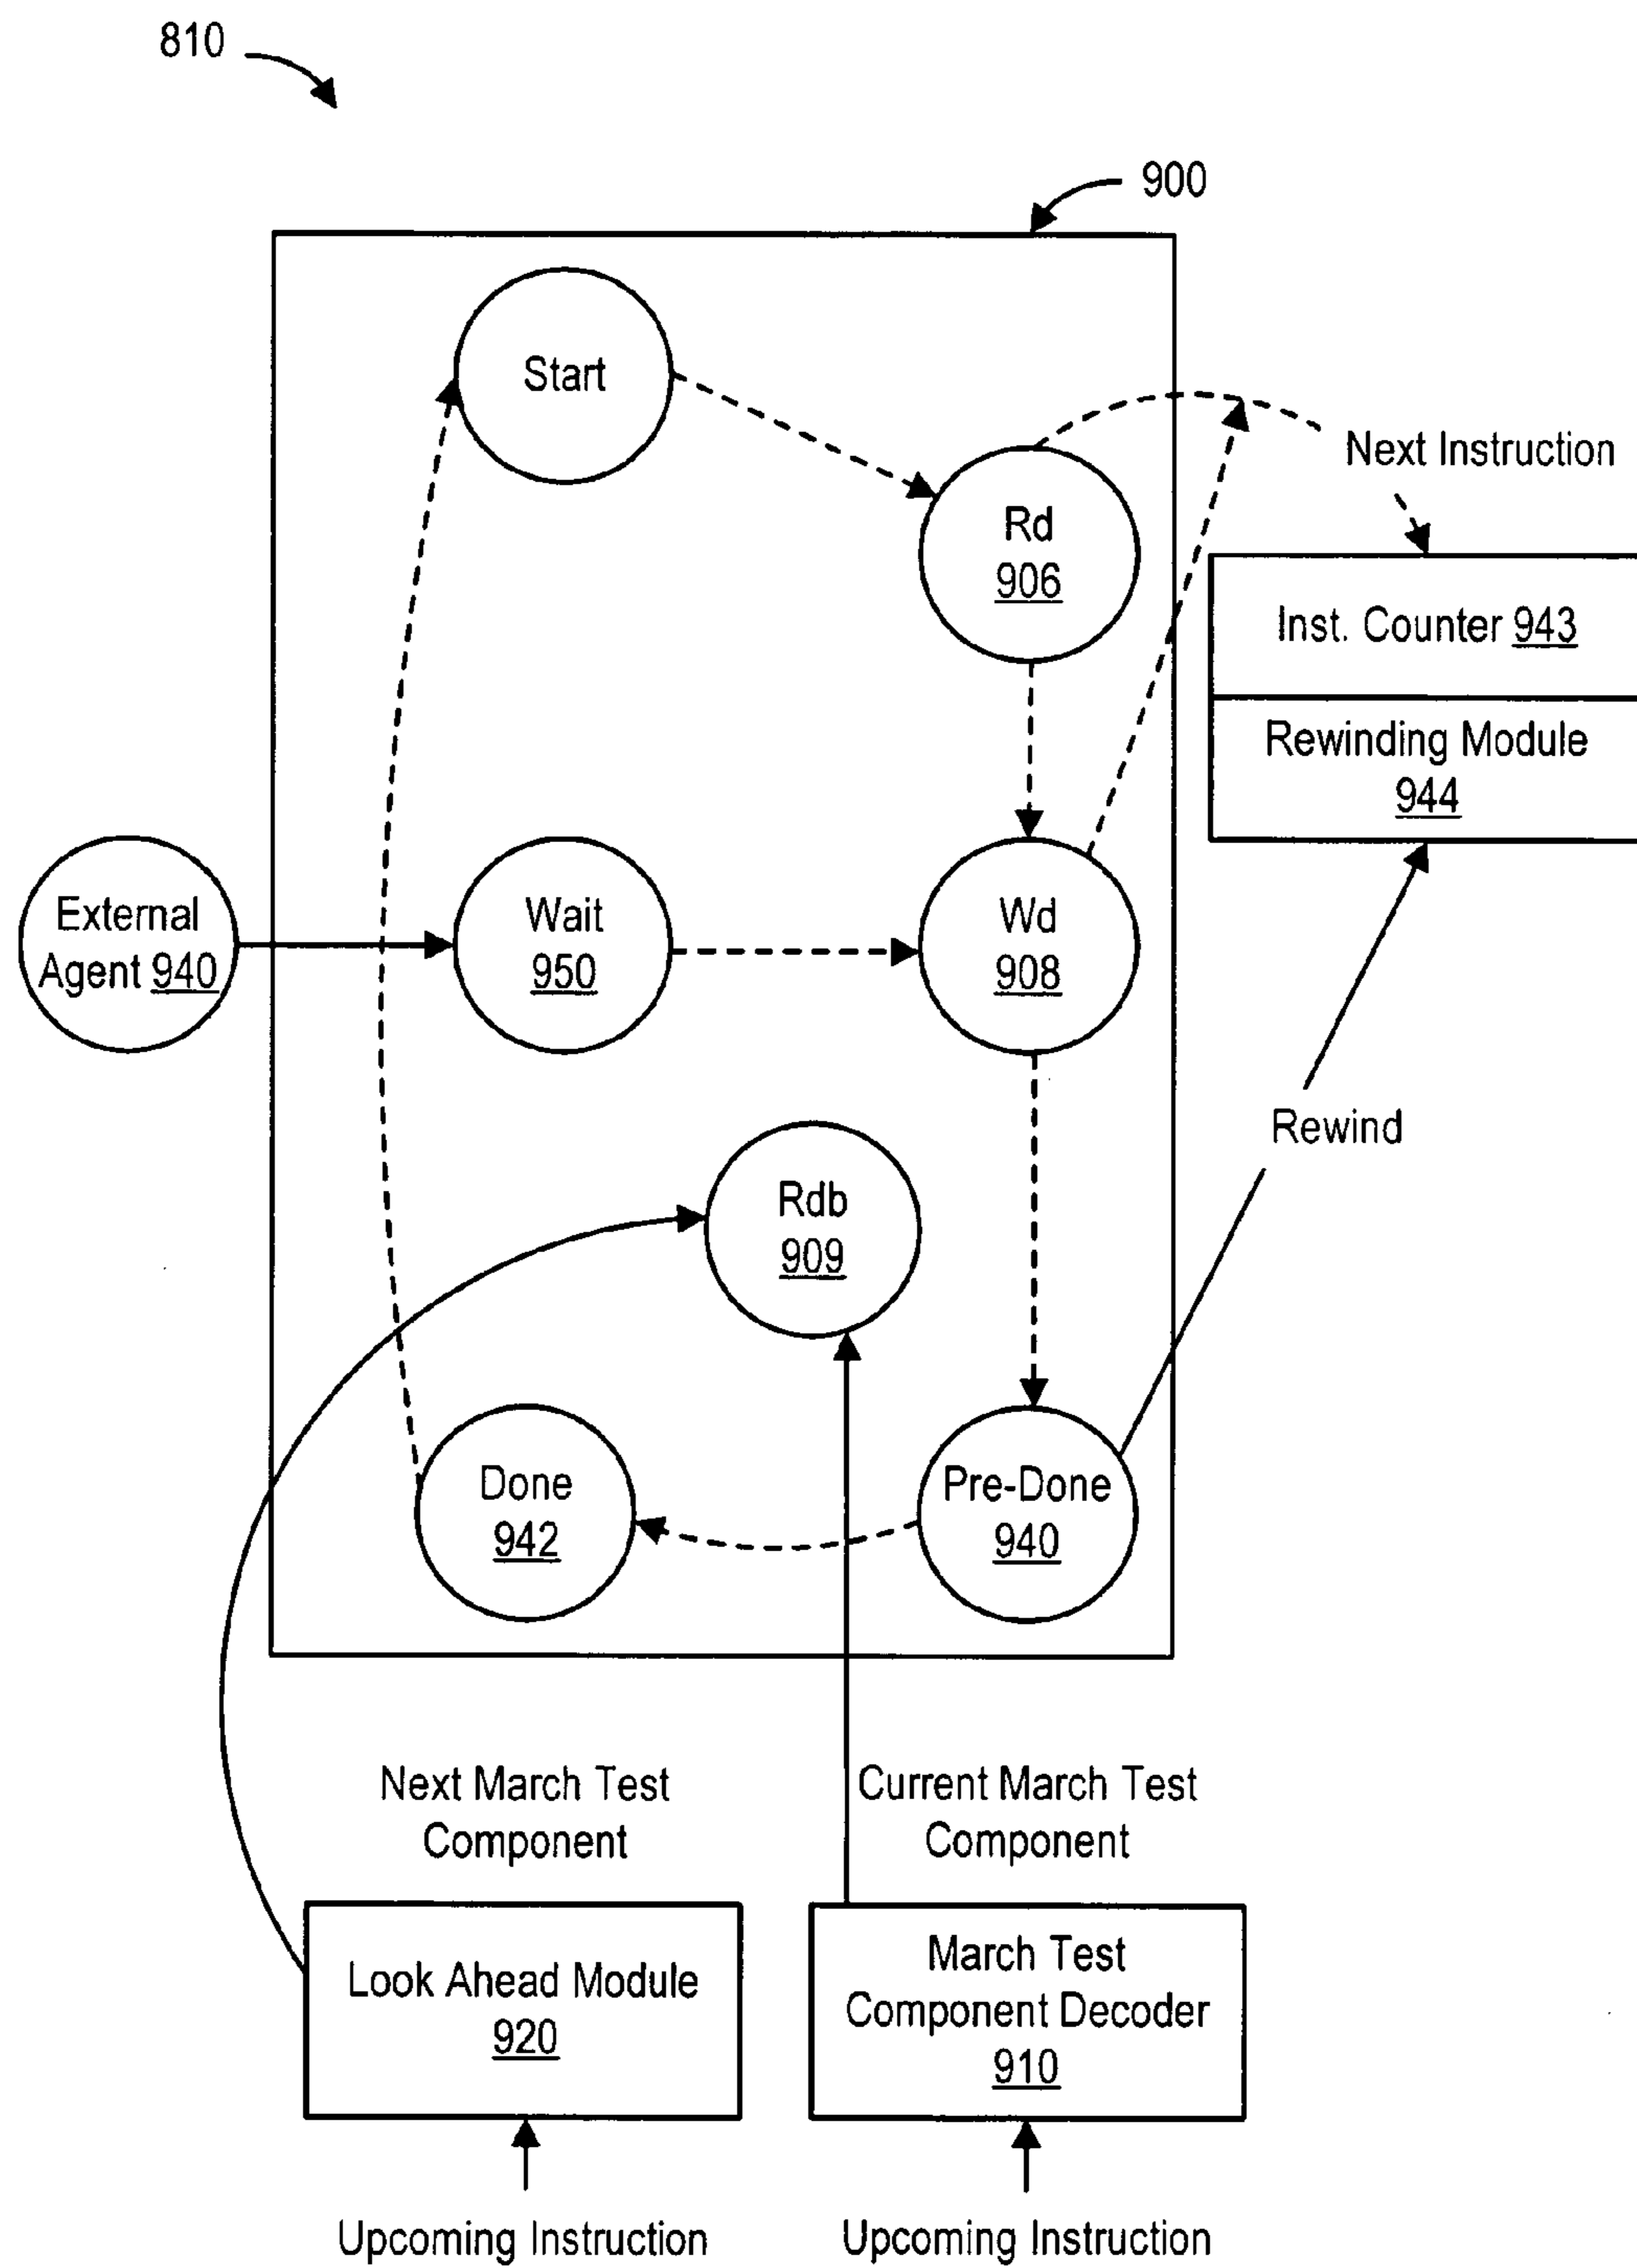 810
900
Start
Next Instruction
Rd
906
Inst. Counter 943
Rewinding Module
944
External
Agent 940
Wait
950
Wd
908
Rewind
Rdb
909
Done
942
Pre-Done
940
Next March Test
Component
Current March Test
Component
Look Ahead Module
920
March Test
Component Decoder
910
Upcoming Instruction
Upcoming Instruction